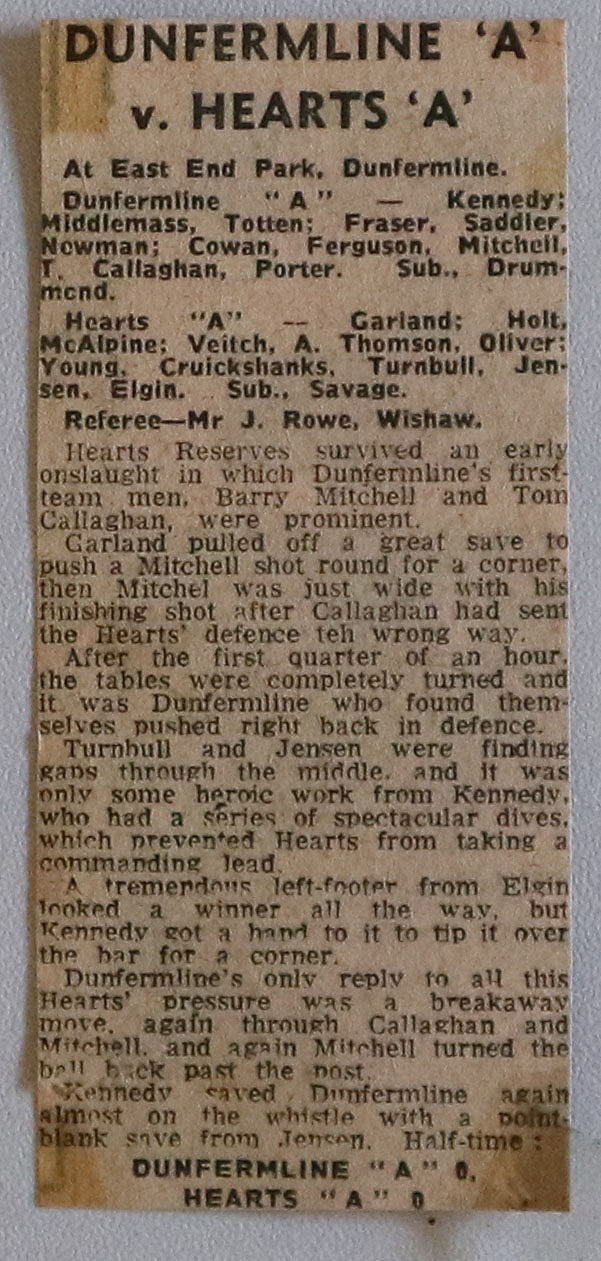 DUNFERMLINE 'A'
v. HEARTS 'A'
At East End Park, Dunfermline.
Dunfermline "A" — Kennedy;
Middlemass, Totten; Fraser, Saddler,
Newman; Cowan, Ferguson, Mitchell,
T. Callaghan, Porter. Sub., Drum-
mond.
Hearts "A" — Garland; Holt,
McAlpine; Veitch, A. Thomson, Oliver;
Young, Cruickshanks, Turnbull, Jen-
sen, Elgin. Sub., Savage.
Referee—Mr J. Rowe, Wishaw.
Hearts Reserves survived an early
onslaught in which Dunfermline's first-
team men, Barry Mitchell and Tom
Callaghan, were prominent.
Garland pulled off a great save to
push a Mitchell shot round for a corner,
then Mitchel was just wide with his
finishing shot after Callaghan had sent
the Hearts' defence teh wrong way.
After the first quarter of an hour,
the tables were completely turned and
it was Dunfermline who found them-
selves pushed right back in defence.
Turnbull and Jensen were finding
gaps through the middle, and it was
only some heroic work from Kennedy,
who had a series of spectacular dives,
which prevented Hearts from taking a
commanding lead.
A tremendous left-footer from Elgin
looked a winner all the way, but
Kennedy got a hand to it to tip it over
the bar for a corner.
Dunfermline's only reply to all this
Hearts' pressure was a breakaway
move, again through Callaghan and
Mitchell, and again Mitchell turned the
ball back past the post.
Kennedy saved Dunfermline again
almost on the whistle with a point-
blank save from Jensen. Half-time:
DUNFERMLINE "A" 0,
HEARTS "A" 0